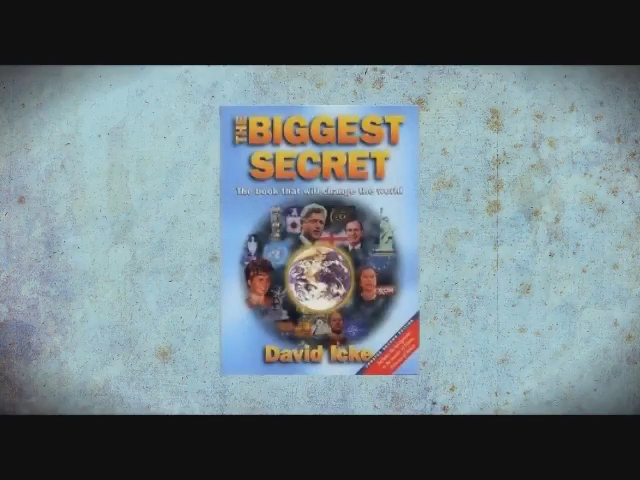 THE
BIGGEST
SECRET
The book that will change the world
David Icke